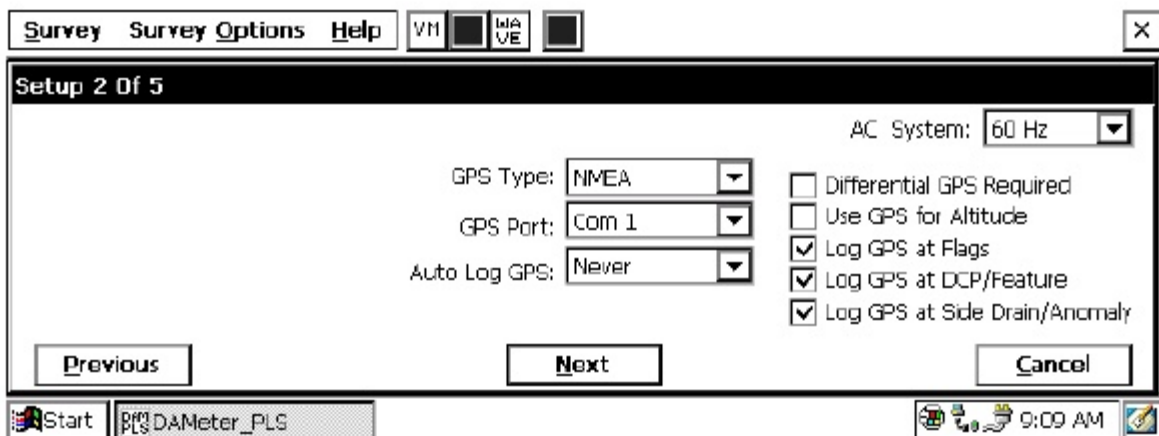 Survey Survey Options Help VM WAVE
Setup 2 Of 5
AC System: 60 Hz
GPS Type: NMEA
Differential GPS Required
GPS Port: Com 1
Use GPS for Altitude
Log GPS at Flags
Auto Log GPS: Never
Log GPS at DCP/Feature
Log GPS at Side Drain/Anomaly
Previous Next Cancel
Start DAMeter_PLS 9:09 AM